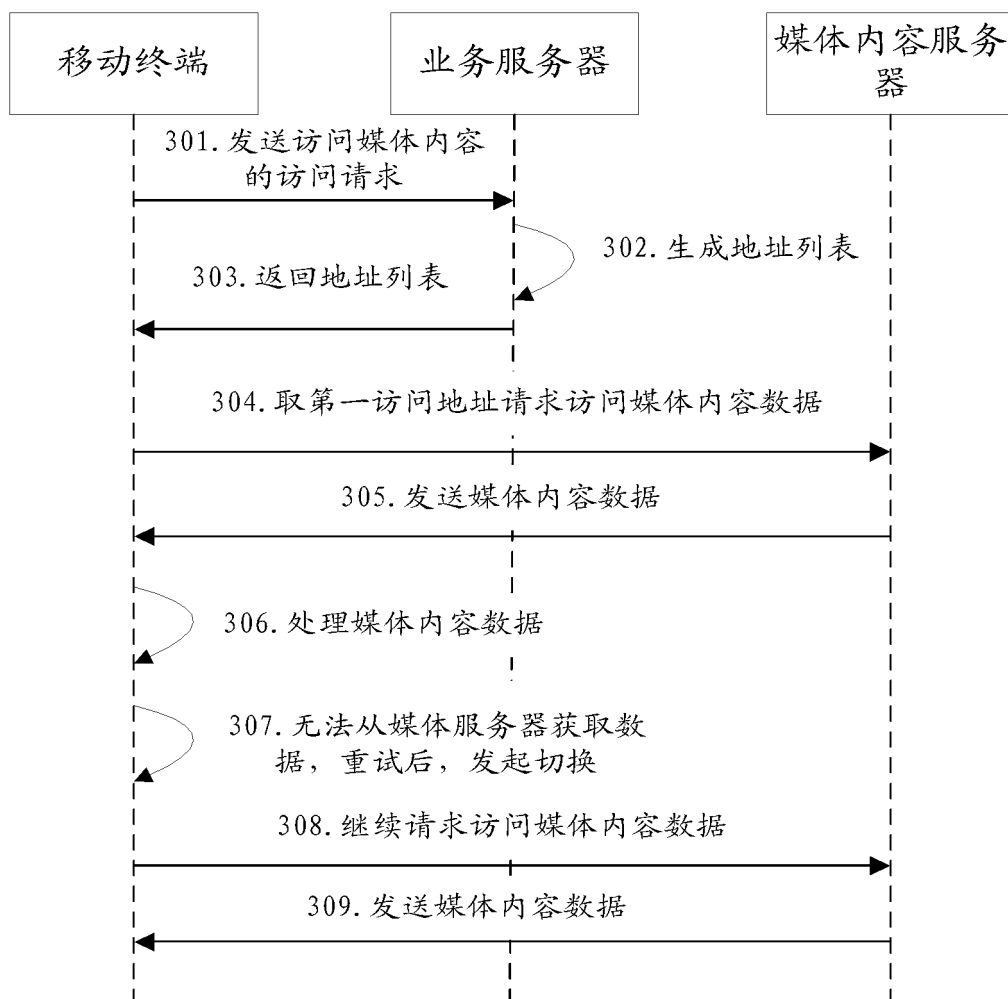 移动终端
业务服务器
媒体内容服务
器
301.发送访问媒体内容
的访问请求
302.生成地址列表
303.返回地址列表
304.取第一访问地址请求访问媒体内容数据
305.发送媒体内容数据
306.处理媒体内容数据
307.无法从媒体服务器获取数
据，重试后，发起切换
308.继续请求访问媒体内容数据
309.发送媒体内容数据